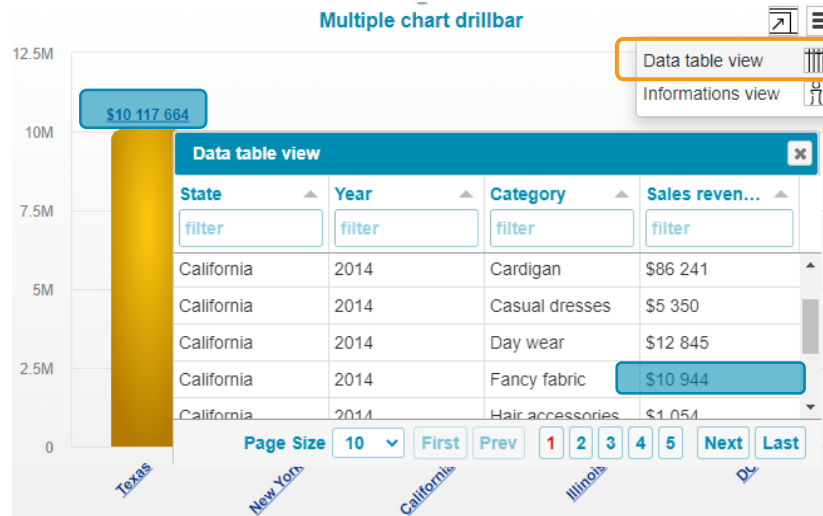 Multiple chart drillbar
Data table view
Informations view
12.5M
10M
7.5M
5M
2.5M
0
$10 117 664
Data table view
State Year Category Sales reven...
filter filter filter filter
California 2014 Cardigan $86 241
California 2014 Casual dresses $5 350
California 2014 Day wear $12 845
California 2014 Fancy fabric $10 944
California 2014 Hair accessories $1 054
Page Size 10 First Prev 1 2 3 4 5 Next Last
Texas
New York
California
Illinois
DC